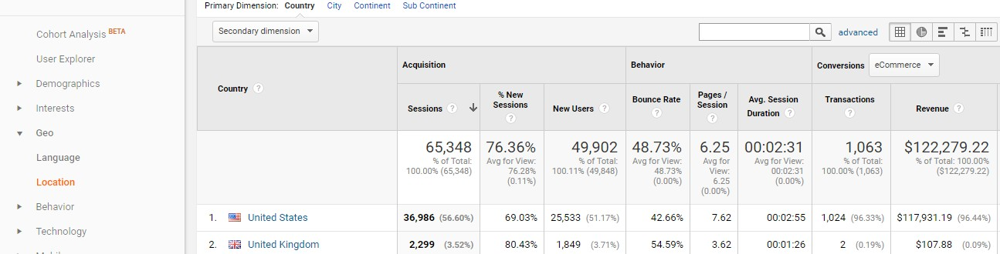 Primary Dimension: Country City Continent Sub Continent
Cohort Analysis BETA
User Explorer
Demographics
Interests
Geo
Language
Location
Behavior
Technology
Secondary dimension
advanced
Country ?
Acquisition
Behavior
Conversions eCommerce
Sessions ?
% New
Sessions
?
New Users ?
Bounce Rate
?
Pages /
Session
?
Avg. Session
Duration ?
Transactions
?
Revenue ?
65,348
% of Total:
100.00% (65,348)
76.36%
Avg for View:
76.28%
(0.11%)
49,902
% of Total:
100.11% (49,848)
48.73%
Avg for View:
48.73%
(0.00%)
6.25
Avg for
View:
6.25
(0.00%)
00:02:31
Avg for View:
00:02:31
(0.00%)
1,063
% of Total:
100.00% (1,063)
$122,279.22
% of Total: 100.00%
($122,279.22)
1. United States 36,986 (56.60%) 69.03% 25,533 (51.17%) 42.66% 7.62 00:02:55 1,024 (96.33%) $117,931.19 (96.44%)
2. United Kingdom 2,299 (3.52%) 80.43% 1,849 (3.71%) 54.59% 3.62 00:01:26 2 (0.19%) $107.88 (0.09%)